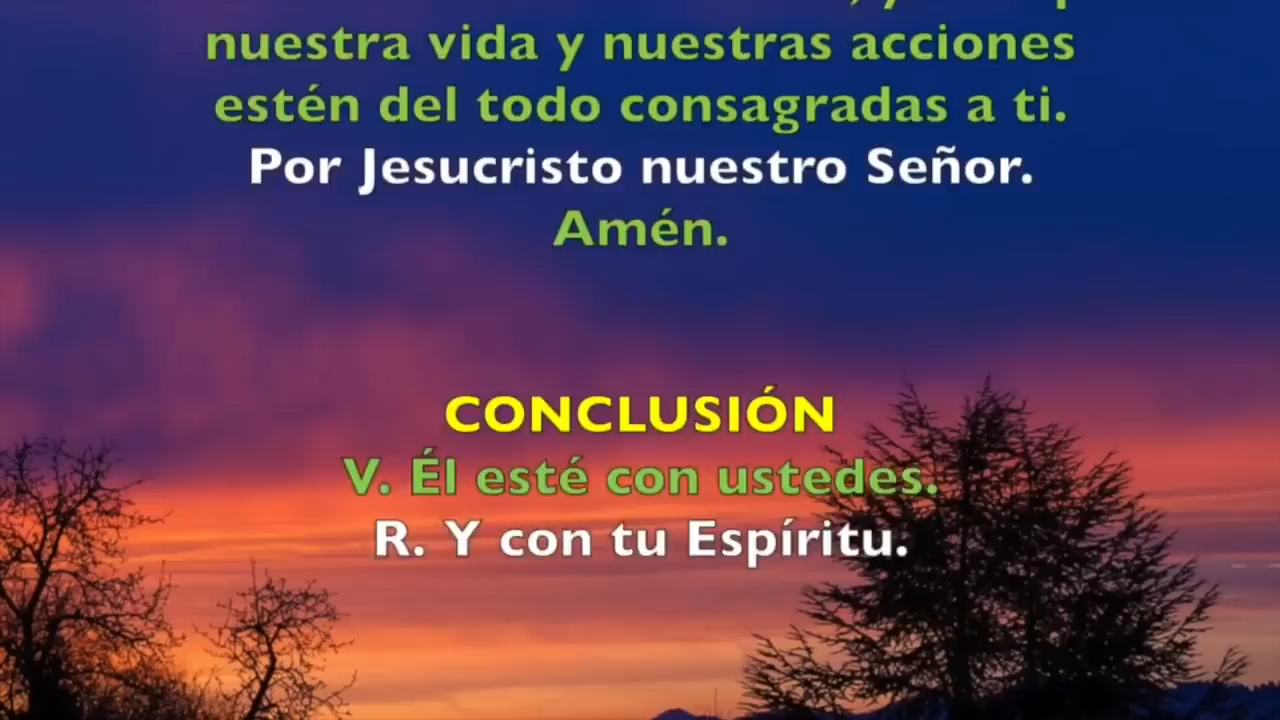 nuestra vida y nuestras acciones
estén del todo consagradas a ti.
Por Jesucristo nuestro Señor.
Amén.
CONCLUSIÓN
V. Él esté con ustedes.
R. Y con tu Espíritu.